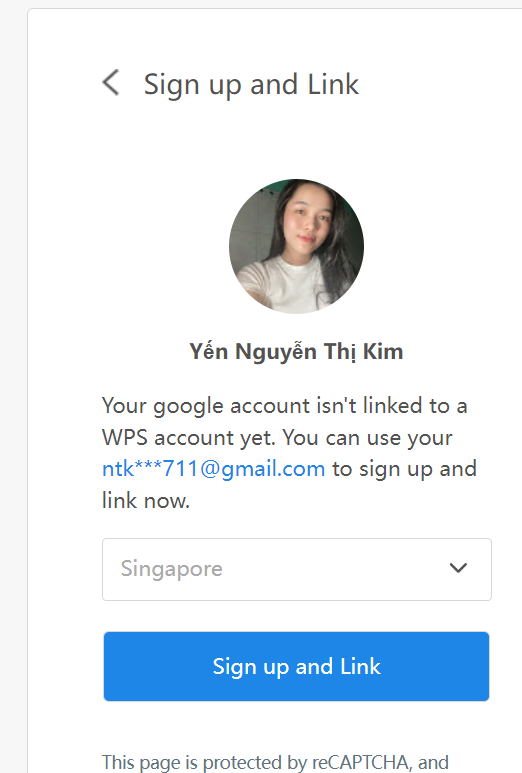 Sign up and Link
Yến Nguyễn Thị Kim
Your google account isn't linked to a
WPS account yet. You can use your
ntk***711@gmail.com to sign up and
link now.
Singapore
Sign up and Link
This page is protected by reCAPTCHA, and